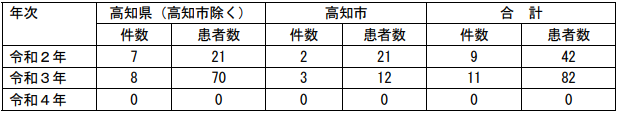 年次 高知県（高知市除く） 高知市 合　計
件数 患者数 件数 患者数 件数 患者数
令和２年 7 21 2 21 9 42
令和３年 8 70 3 12 11 82
令和４年 0 0 0 0 0 0